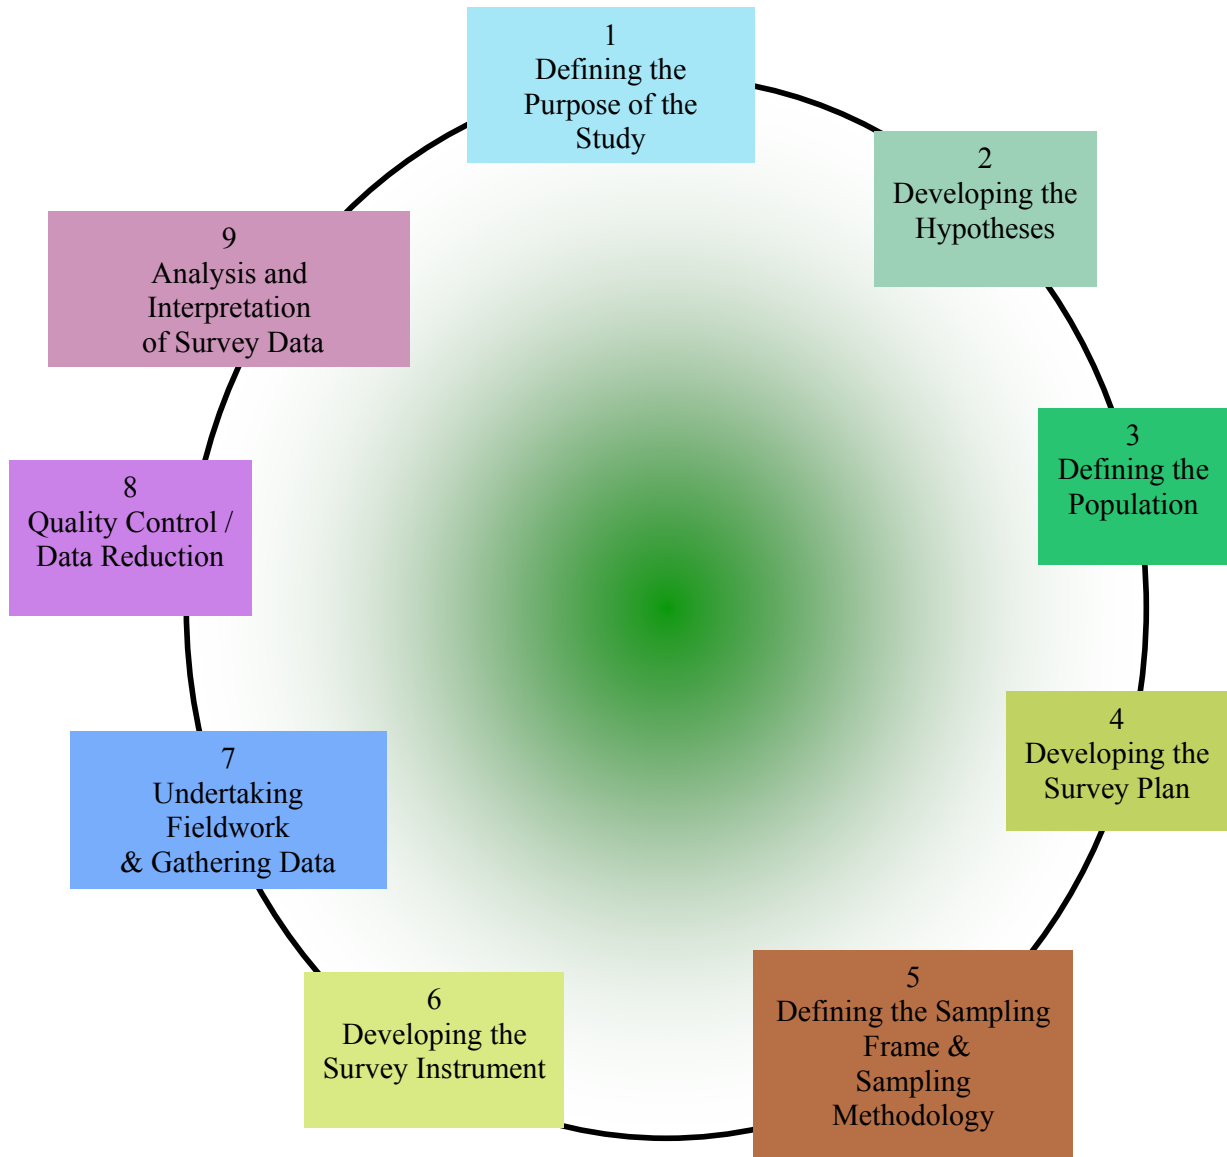 1
Defining the
Purpose of the
Study
2
Developing the
Hypotheses
3
Defining the
Population
4
Developing the
Survey Plan
5
Defining the Sampling
Frame &
Sampling
Methodology
6
Developing the
Survey Instrument
7
Undertaking
Fieldwork
& Gathering Data
8
Quality Control /
Data Reduction
9
Analysis and
Interpretation
of Survey Data